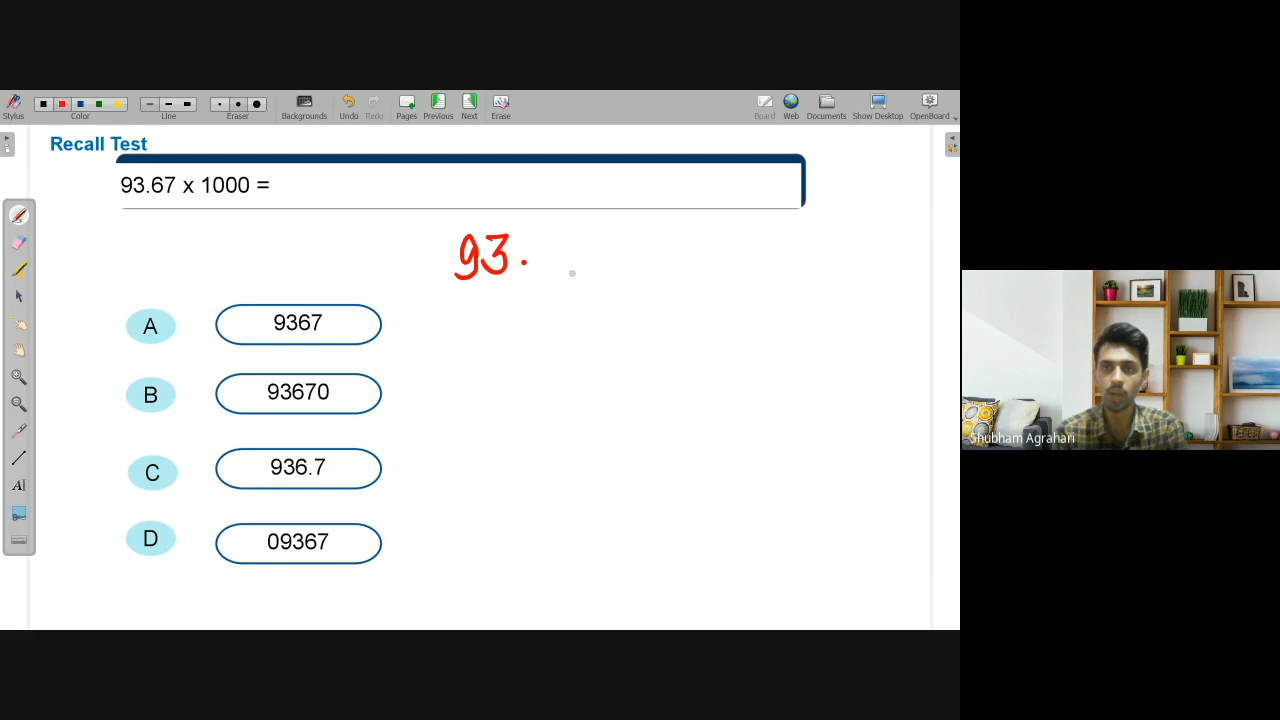 Stylus
Color
Line
Eraser
Backgrounds
Undo
Redo
Pages
Previous
Next
Erase
Board
Web
Documents
Show Desktop
OpenBoard
Recall Test
93.67 x 1000 =
93.
A 9367
B 93670
C 936.7
D 09367
Shubham Agrahari